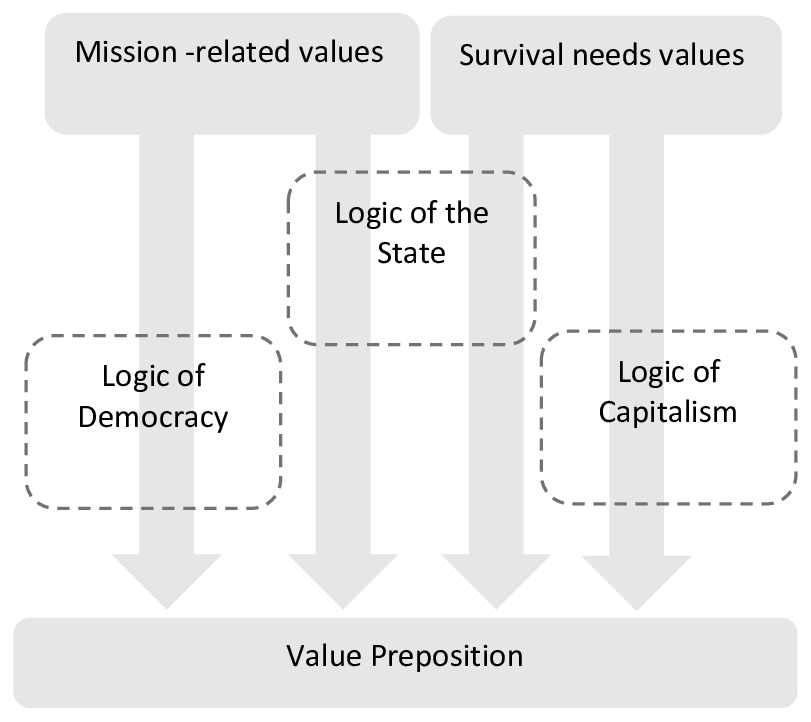 Mission -related values
Survival needs values
Logic of the
State
Logic of
Democracy
Logic of
Capitalism
Value Preposition